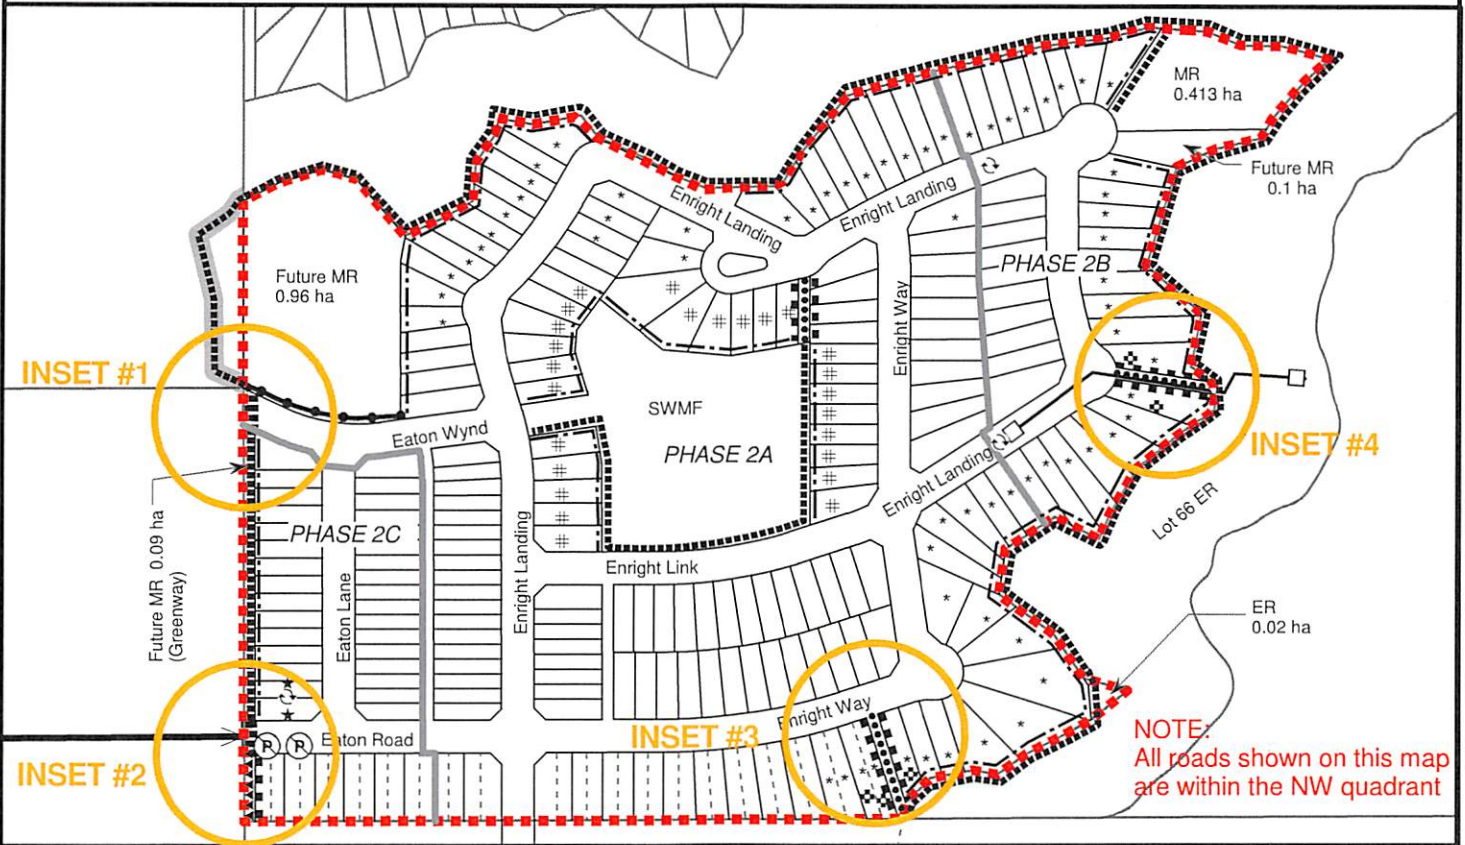 MR
0.413 ha
Future MR
0.1 ha
Enright Landing
Enright Landing
PHASE 2B
Future MR
0.96 ha
Enright Way
INSET #1
SWMF
Eaton Wynd
PHASE 2A
INSET #4
Enright Landing
Lot 66 ER
PHASE 2C
Future MR 0.09 ha
(Greenway)
Eaton Lane
Enright Landing
Enright Link
ER
0.02 ha
Enright Way
INSET #3
P P Eaton Road
INSET #2
NOTE:
All roads shown on this map
are within the NW quadrant